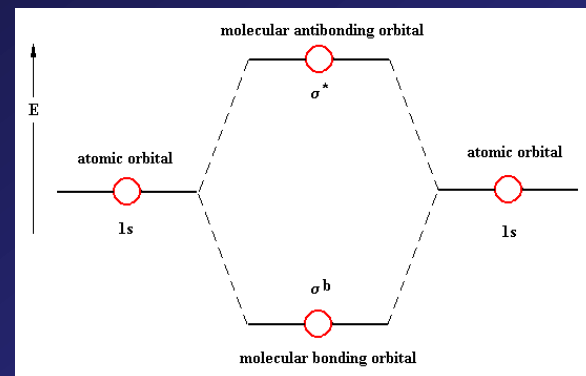 molecular antibonding orbital
σ*
E
atomic orbital
atomic orbital
1s
1s
σb
molecular bonding orbital